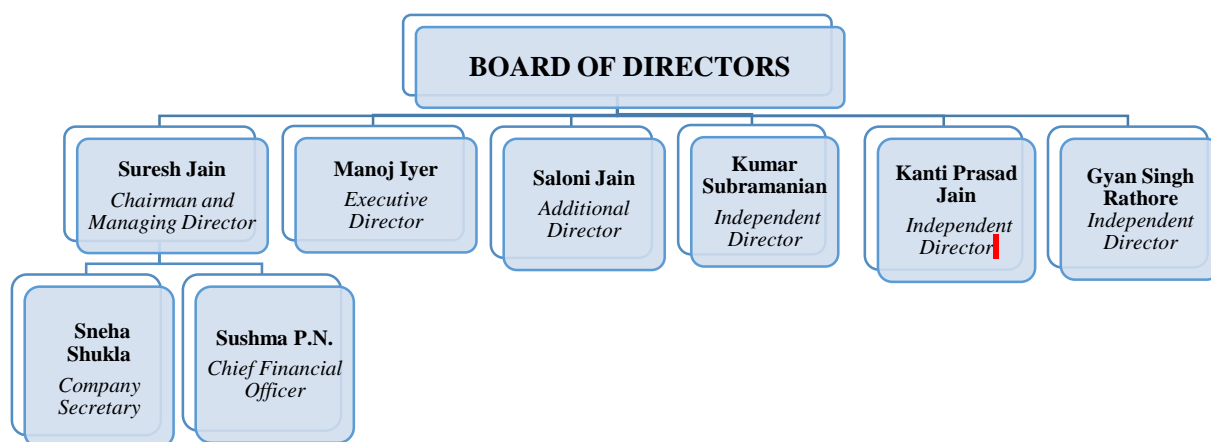 BOARD OF DIRECTORS
Suresh Jain
Chairman and
Managing Director
Manoj Iyer
Executive
Director
Saloni Jain
Additional
Director
Kumar
Subramanian
Independent
Director
Kanti Prasad
Jain
Independent
Director
Gyan Singh
Rathore
Independent
Director
Sneha
Shukla
Company
Secretary
Sushma P.N.
Chief Financial
Officer